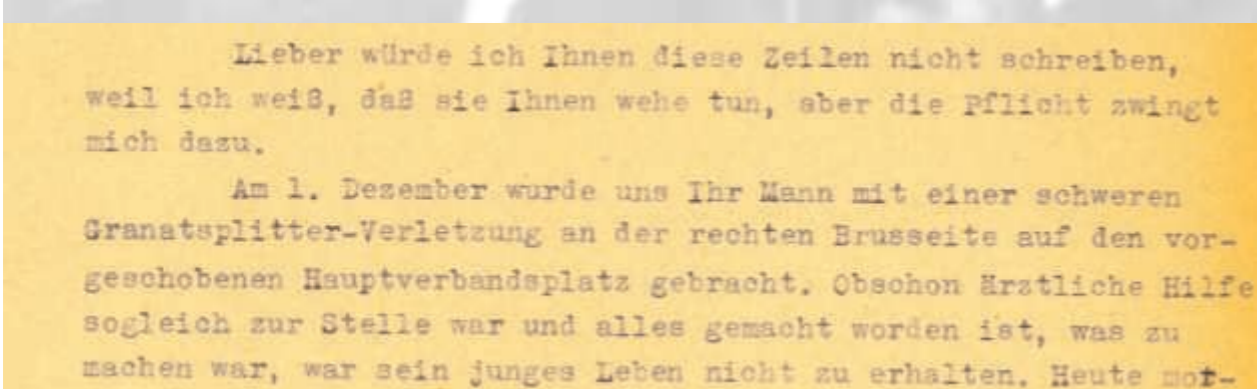 Lieber würde ich Ihnen diese Zeilen nicht schreiben,
weil ich weiß, daß sie Ihnen wehe tun, aber die Pflicht zwingt
mich dazu.
Am 1. Dezember wurde uns Ihr Mann mit einer schweren
Granatsplitter-Verletzung an der rechten Brusseite auf den vor-
geschobenen Hauptverbandsplatz gebracht. Obschon ärztliche Hilfe
sogleich zur Stelle war und alles gemacht worden ist, was zu
machen war, war sein junges Leben nicht zu erhalten. Heute mor-